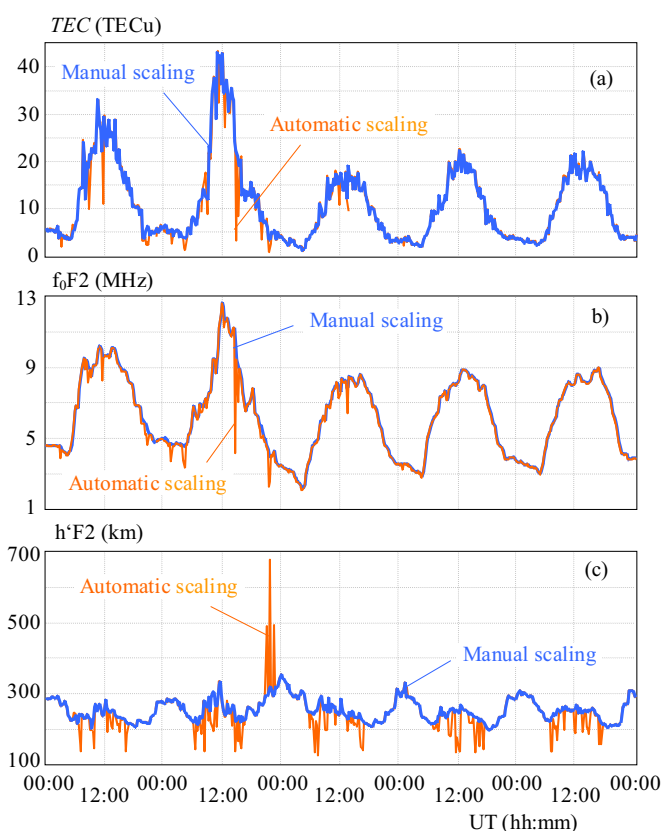 TEC (TECu)
40
30
20
10
0
Manual scaling
Automatic scaling
(a)
f₀F2 (MHz)
13
9
5
1
Manual scaling
Automatic scaling
b)
h‘F2 (km)
700
500
300
100
Automatic scaling
Manual scaling
(c)
00:00 00:00 00:00 00:00 00:00 00:00
12:00 12:00 12:00 12:00 12:00
UT (hh:mm)